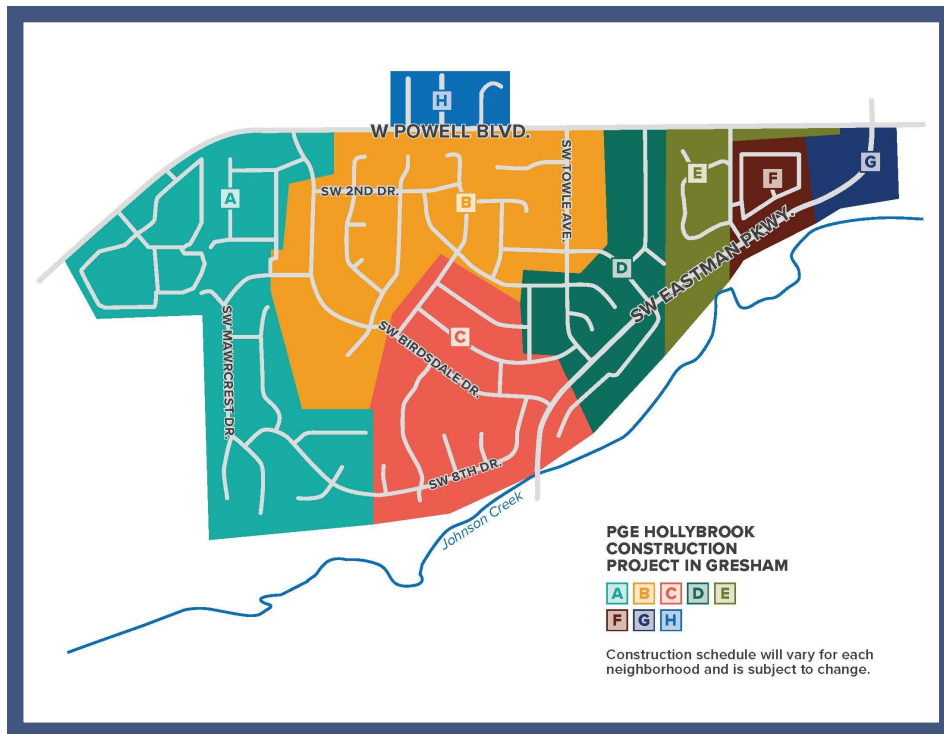 H
W POWELL BLVD.
A
SW 2ND DR.
B
SW TOWLE AVE.
E
F
G
D
SW EASTMAN PKWY.
SW MAWRCREST DR.
SW BIRDSDALE DR.
C
SW 8TH DR.
Johnson Creek
PGE HOLLYBROOK
CONSTRUCTION
PROJECT IN GRESHAM
A B C D E
F G H
Construction schedule will vary for each
neighborhood and is subject to change.